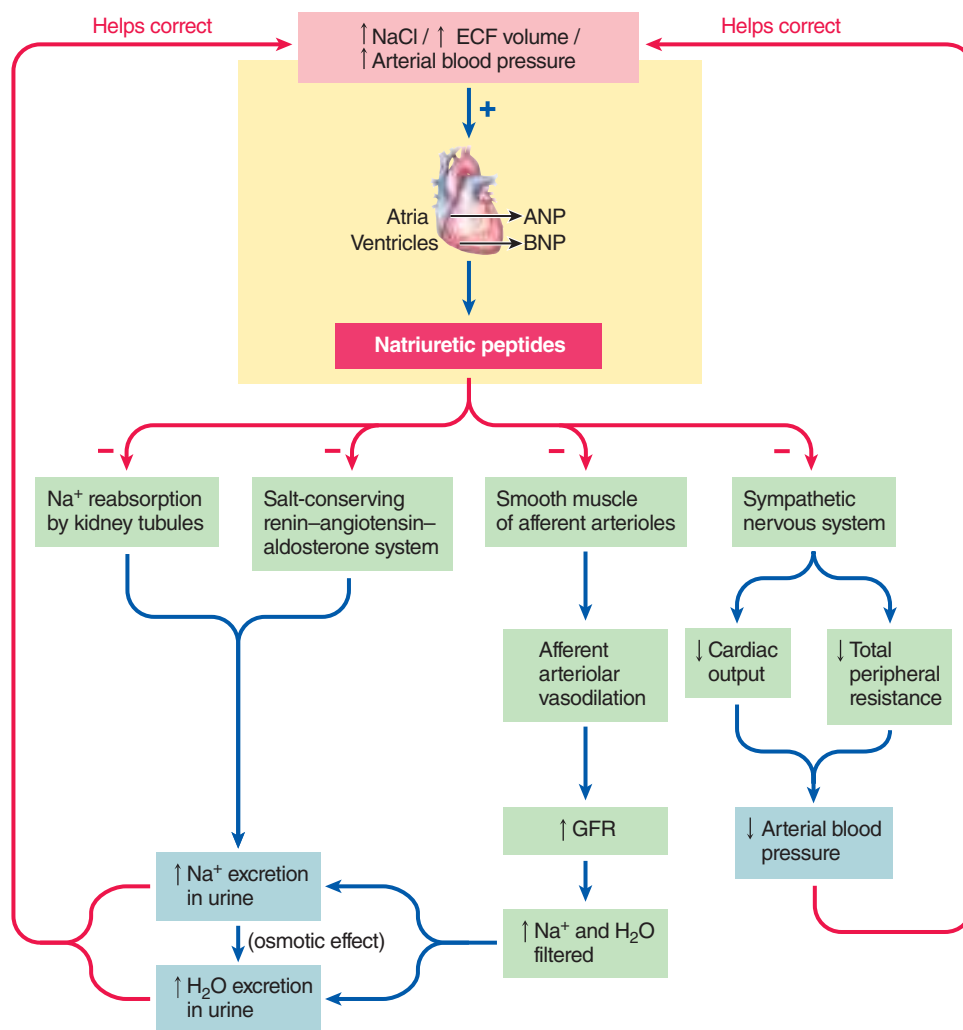 Helps correct
Helps correct
↑NaCl / ↑ ECF volume /
↑Arterial blood pressure
+
Atria
ANP
Ventricles
BNP
Natriuretic peptides
–
–
–
–
Na⁺ reabsorption
by kidney tubules
Salt-conserving
renin–angiotensin–
aldosterone system
Smooth muscle
of afferent arterioles
Sympathetic
nervous system
Afferent
arteriolar
vasodilation
↓ Cardiac
output
↓ Total
peripheral
resistance
↑ GFR
↓ Arterial blood
pressure
↑ Na⁺ excretion
in urine
(osmotic effect)
↑ Na⁺ and H₂O
filtered
↑ H₂O excretion
in urine